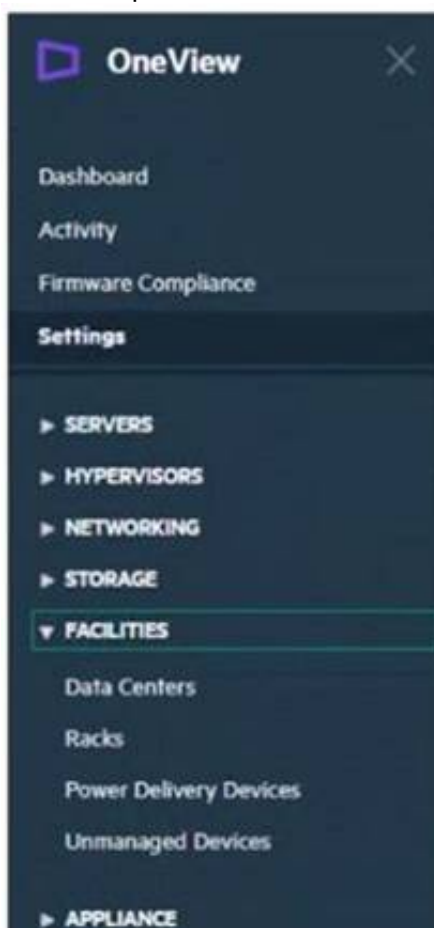 OneView
Dashboard
Activity
Firmware Compliance
Settings
SERVERS
HYPERVISORS
NETWORKING
STORAGE
FACILITIES
Data Centers
Racks
Power Delivery Devices
Unmanaged Devices
APPLIANCE